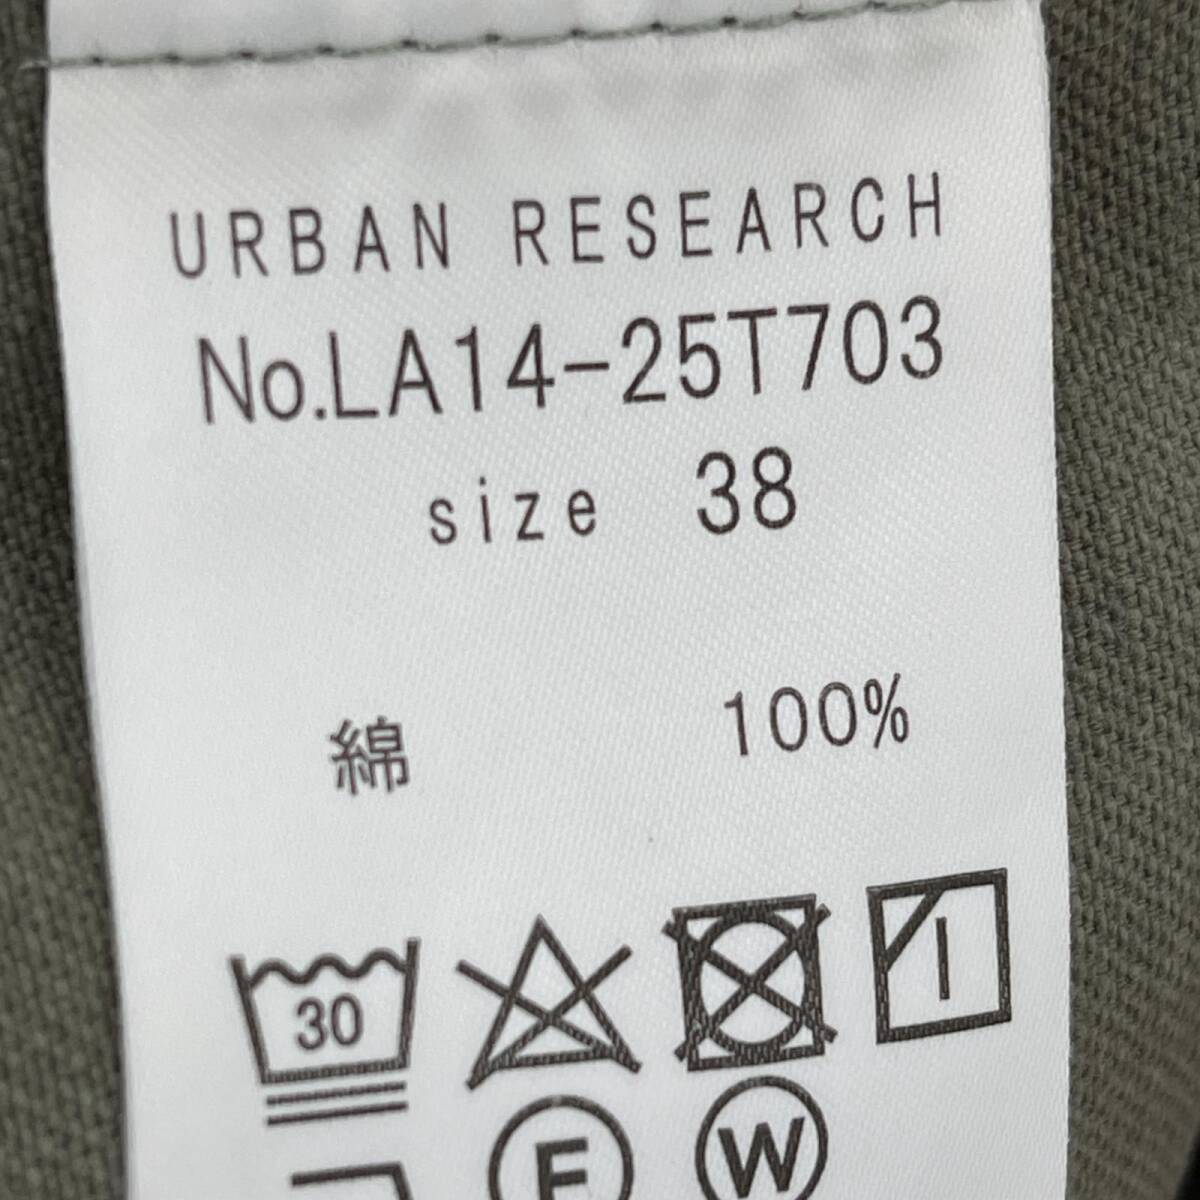 URBAN RESEARCH
No.LA14-25T703
size 38
綿 100%
30
F W